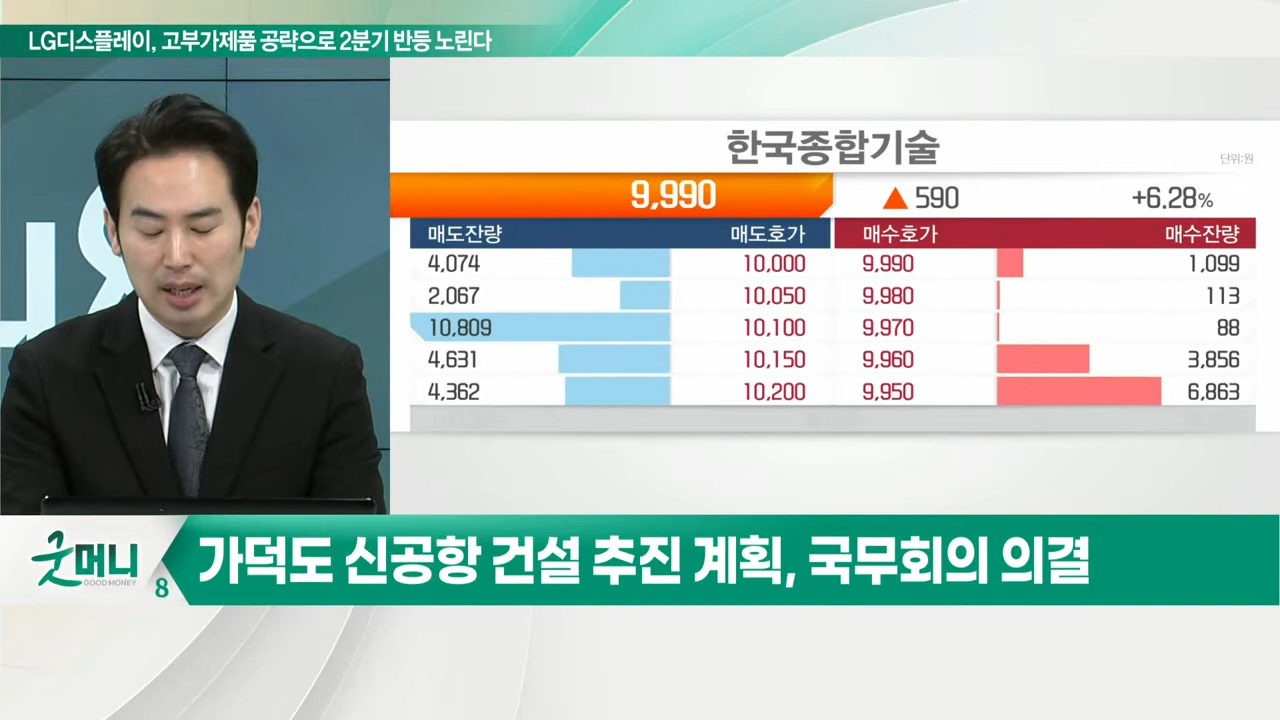 LG디스플레이, 고부가제품 공략으로 2분기 반등 노린다
한국종합기술
단위:원
9,990 ▲ 590 +6.28%
매도잔량 매도호가 매수호가 매수잔량
4,074 10,000 9,990 1,099
2,067 10,050 9,980 113
10,809 10,100 9,970 88
4,631 10,150 9,960 3,856
4,362 10,200 9,950 6,863
굿머니
GOOD MONEY
8
가덕도 신공항 건설 추진 계획, 국무회의 의결